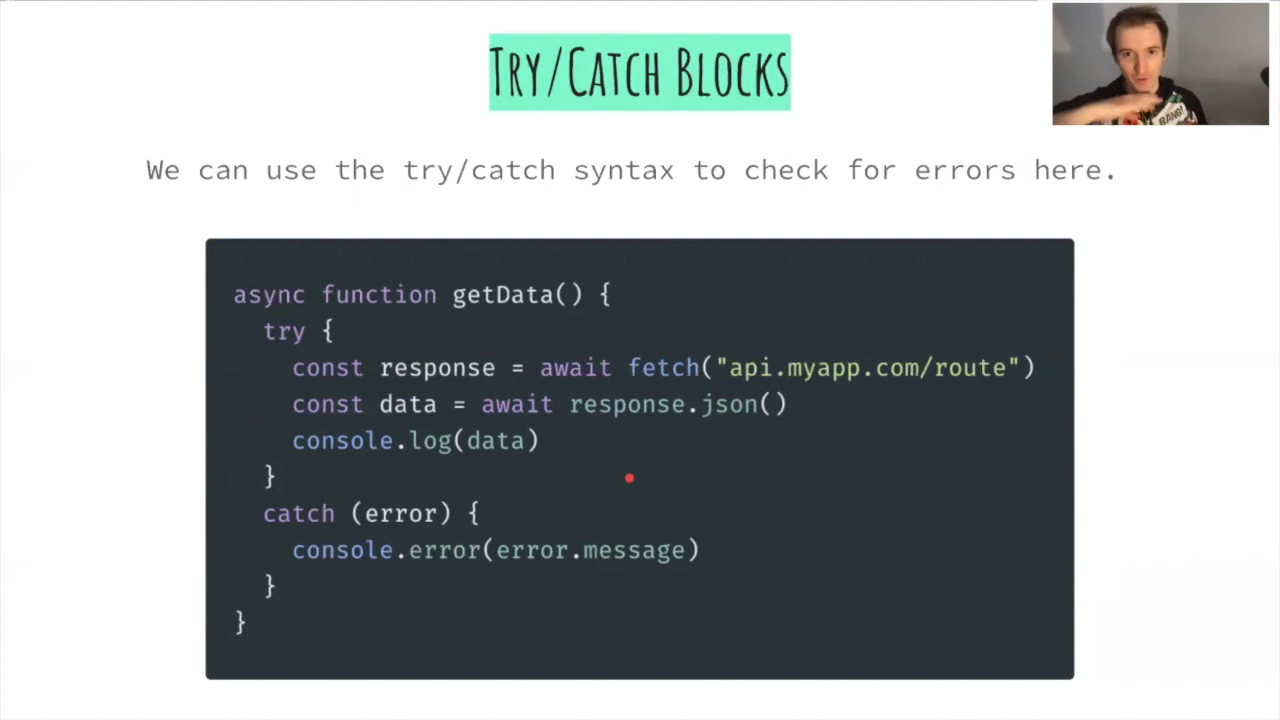 Try/Catch Blocks
BANG!
We can use the try/catch syntax to check for errors here.
async function getData() {
  try {
    const response = await fetch("api.myapp.com/route")
    const data = await response.json()
    console.log(data)
  }
  catch (error) {
    console.error(error.message)
  }
}